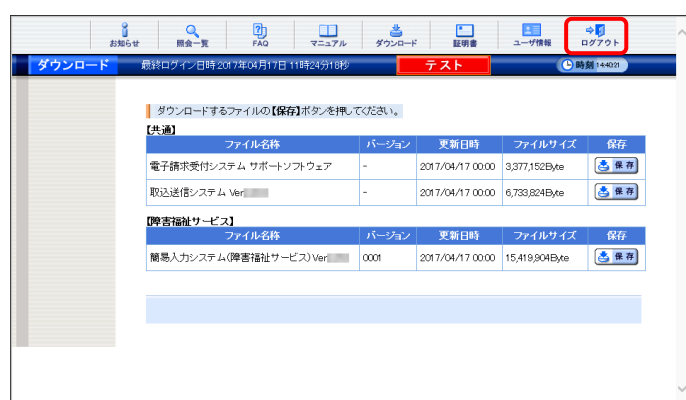 お知らせ 照会一覧 FAQ マニュアル ダウンロード 証明書 ユーザ情報 ログアウト
ダウンロード 最終ログイン日時:2017年04月17日 11時24分18秒 テスト 時刻 14:40:21
ダウンロードするファイルの【保存】ボタンを押してください。
【共通】
ファイル名称 バージョン 更新日時 ファイルサイズ 保存
電子請求受付システム サポートソフトウェア - 2017/04/17 00:00 3,377,152Byte 保存
取込送信システム Ver - 2017/04/17 00:00 6,733,824Byte 保存
【障害福祉サービス】
ファイル名称 バージョン 更新日時 ファイルサイズ 保存
簡易入力システム(障害福祉サービス) Ver 0001 2017/04/17 00:00 15,419,904Byte 保存